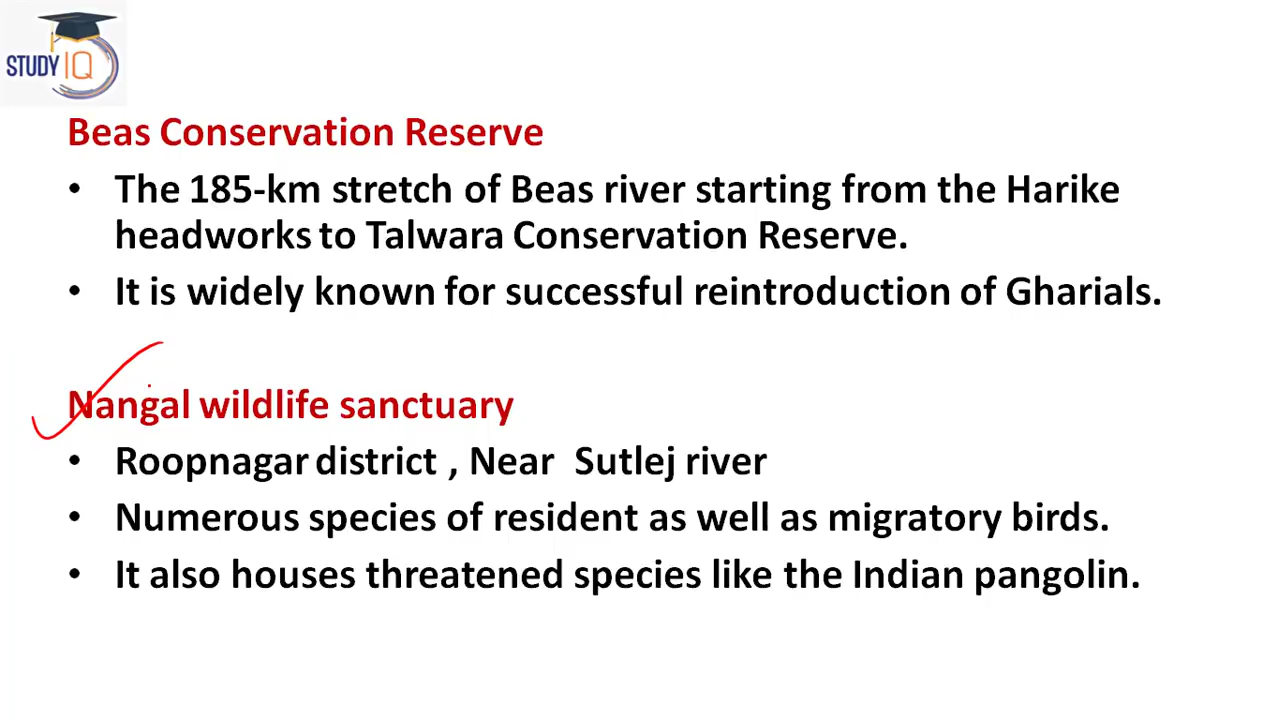 STUDY IQ
Beas Conservation Reserve
• The 185-km stretch of Beas river starting from the Harike
headworks to Talwara Conservation Reserve.
• It is widely known for successful reintroduction of Gharials.
Nangal wildlife sanctuary
• Roopnagar district , Near Sutlej river
• Numerous species of resident as well as migratory birds.
• It also houses threatened species like the Indian pangolin.